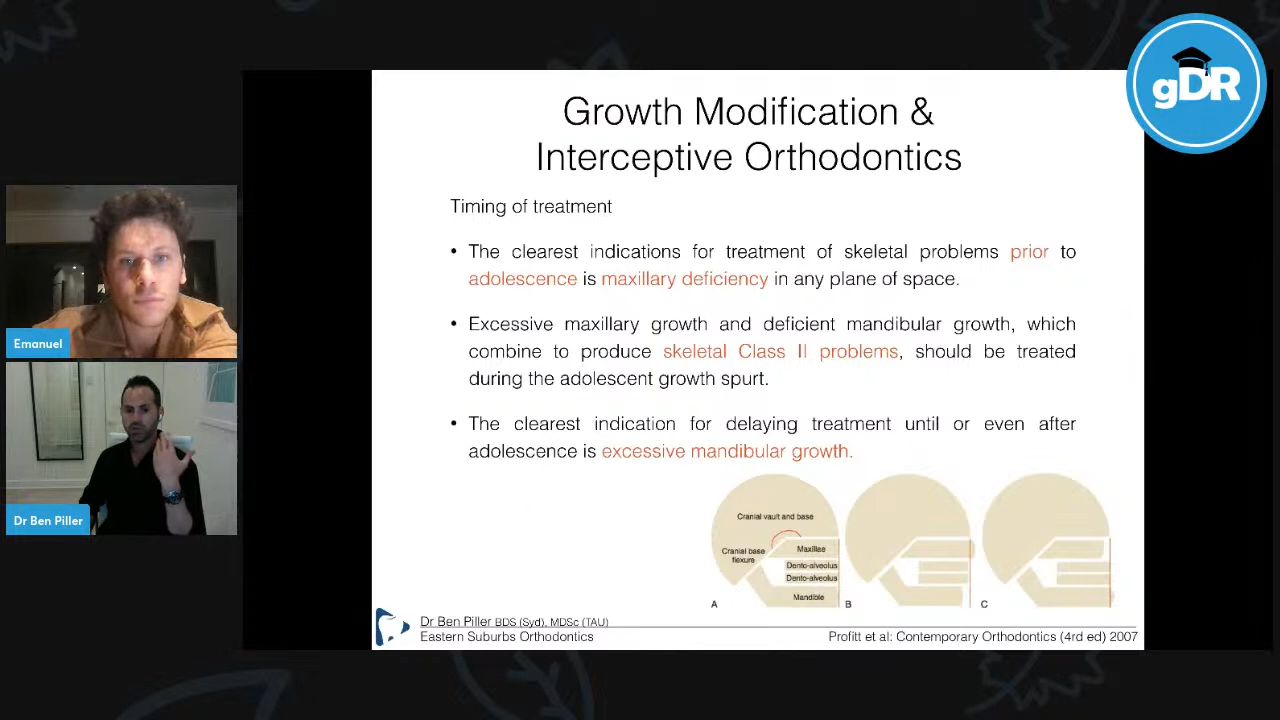 gDR
Growth Modification &
Interceptive Orthodontics
Timing of treatment
• The clearest indications for treatment of skeletal problems prior to
adolescence is maxillary deficiency in any plane of space.
• Excessive maxillary growth and deficient mandibular growth, which
combine to produce skeletal Class II problems, should be treated
during the adolescent growth spurt.
• The clearest indication for delaying treatment until or even after
adolescence is excessive mandibular growth.
Emanuel
Dr Ben Piller
Cranial vault and base
Cranial base
flexure
Maxillae
Dento-alveolus
Dento-alveolus
Mandible
A
B
C
Dr Ben Piller BDS (Syd), MDSc (TAU)
Eastern Suburbs Orthodontics
Profitt et al: Contemporary Orthodontics (4rd ed) 2007